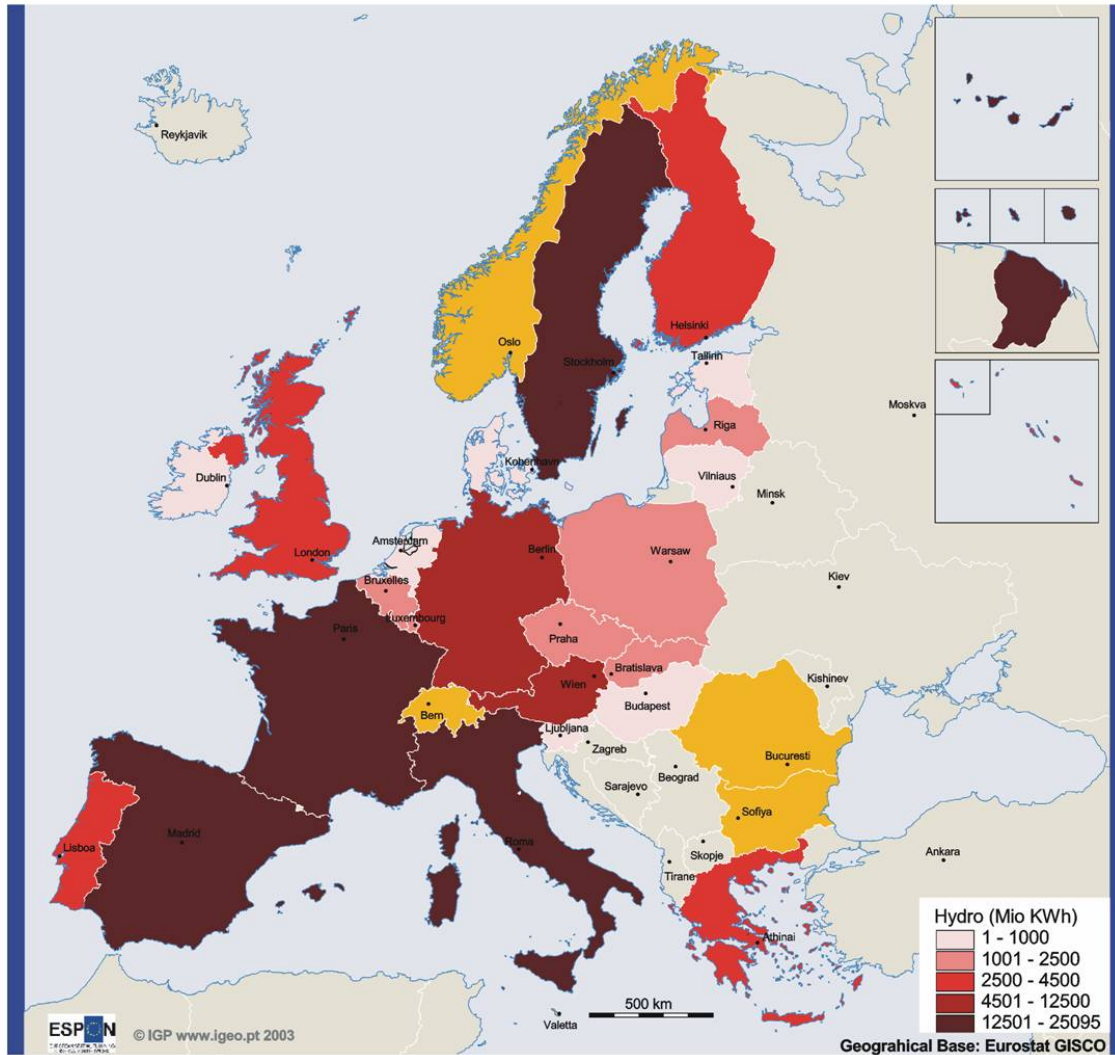 Reykjavik
Oslo
Helsinki
Stockholm
Tallinn
Moskva
Riga
Kobenhavn
Dublin
Vilniaus
Minsk
Amsterdam
Berlin
Warsaw
London
Bruxelles
Kiev
Luxembourg
Praha
Paris
Bratislava
Wien
Kishinev
Budapest
Bern
Ljubljana
Zagreb
Bucuresti
Beograd
Sarajevo
Sofiya
Madrid
Lisboa
Roma
Skopje
Ankara
Tirane
Athinai
Hydro (Mio KWh)
1 - 1000
1001 - 2500
2500 - 4500
4501 - 12500
12501 - 25095
500 km
Valetta
ESPON
© IGP www.igeo.pt 2003
Geograhical Base: Eurostat GISCO